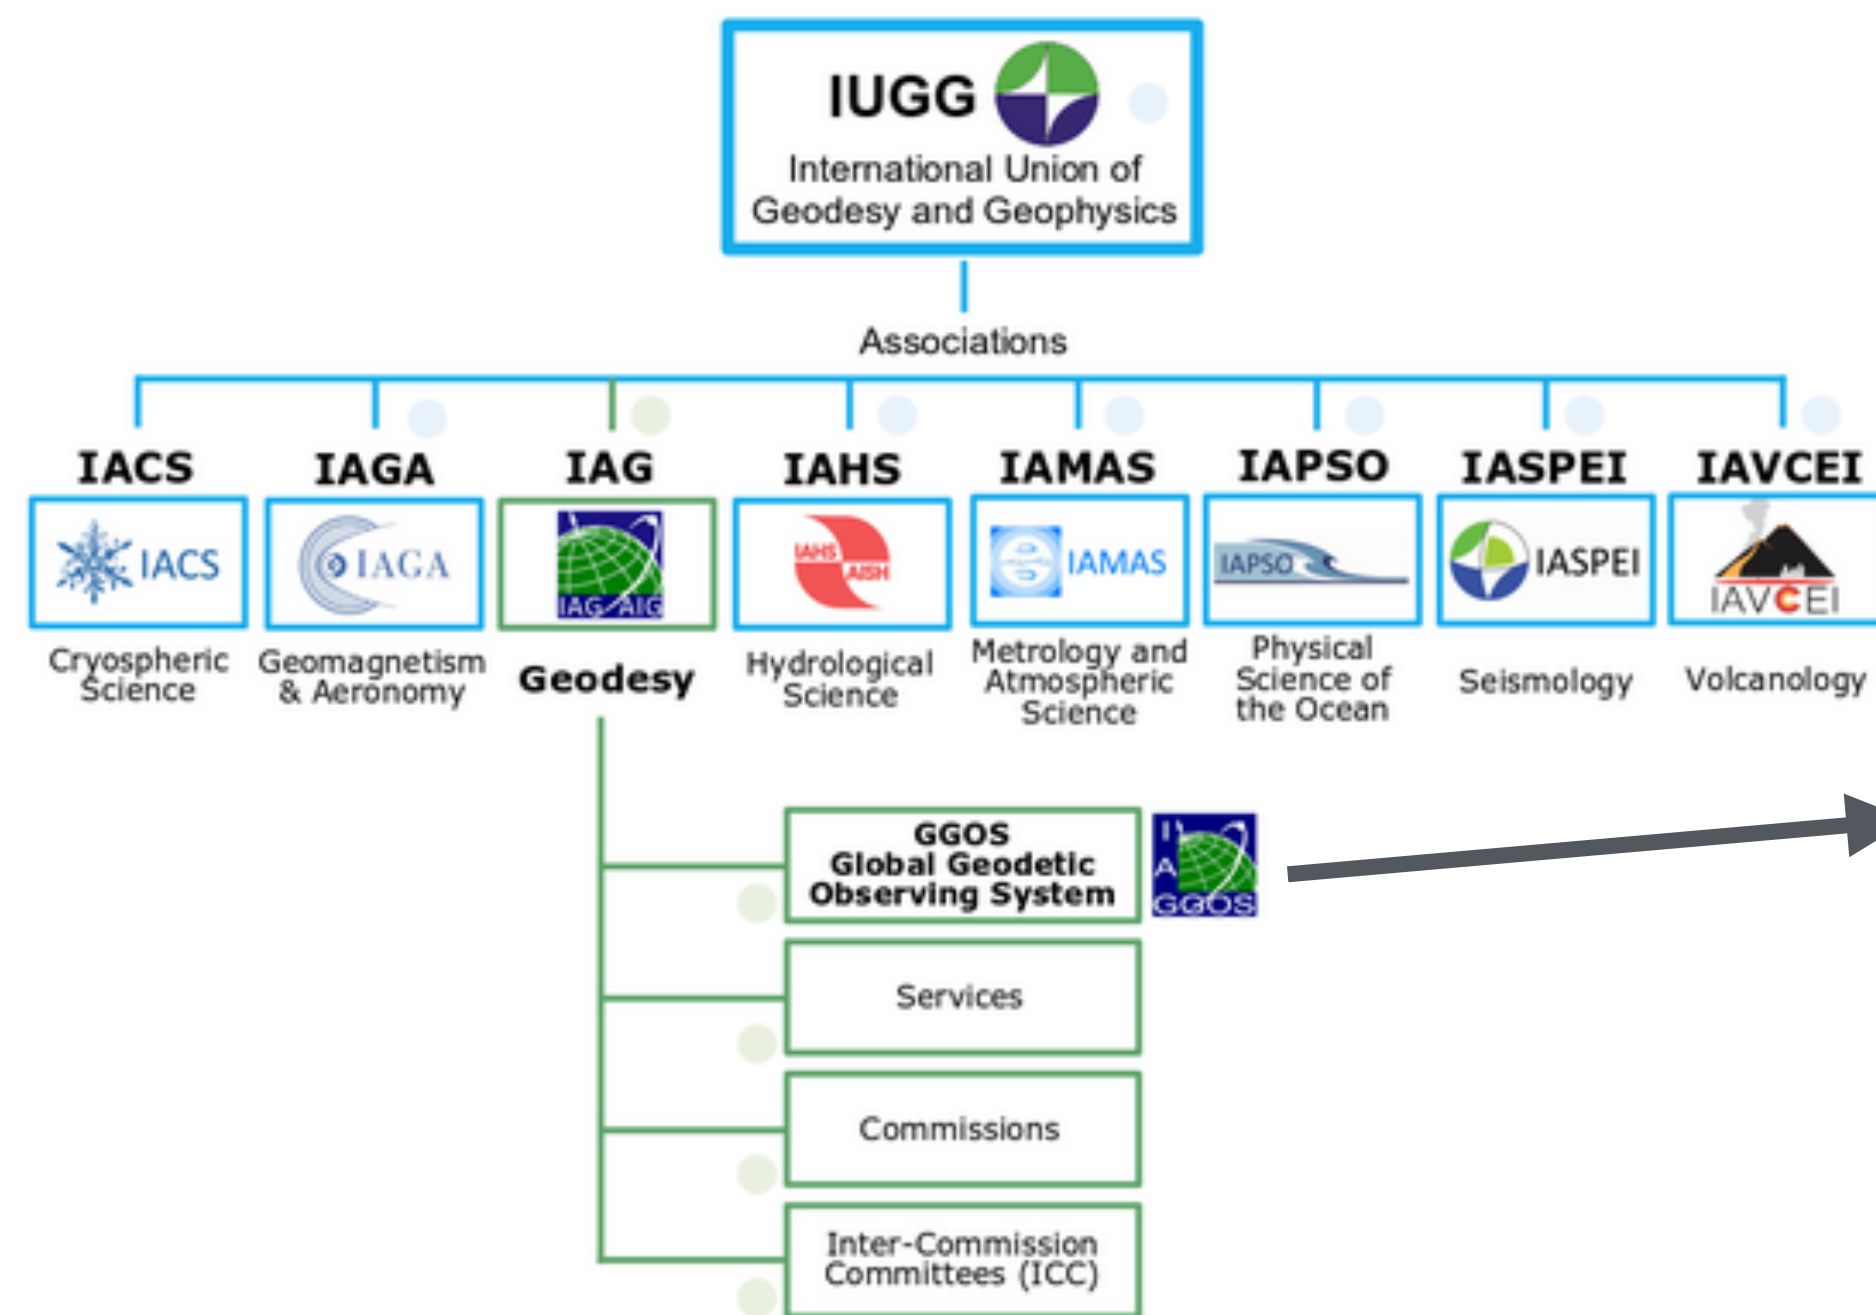 IUGG
International Union of
Geodesy and Geophysics
Associations
IACS
IAGA
IAG
IAHS
IAMAS
IAPSO
IASPEI
IAVCEI
IACS
IAGA
IAG AIG
IAHS
AISH
IAMAS
IAPSO
IASPEI
IAVCEI
Cryospheric
Science
Geomagnetism
& Aeronomy
Geodesy
Hydrological
Science
Metrology and
Atmospheric
Science
Physical
Science of
the Ocean
Seismology
Volcanology
GGOS
Global Geodetic
Observing System
I
A
GGOS
Services
Commissions
Inter-Commission
Committees (ICC)